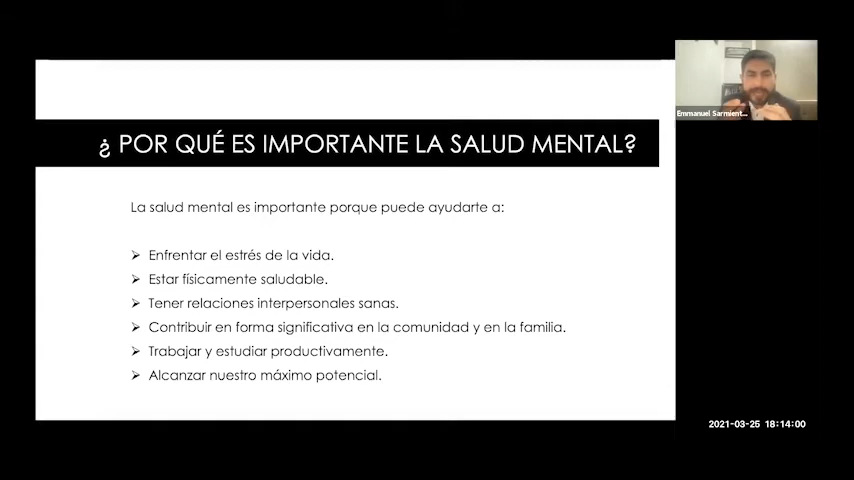 ¿ POR QUÉ ES IMPORTANTE LA SALUD MENTAL?
Emmanuel Sarmient...
La salud mental es importante porque puede ayudarte a:
➢ Enfrentar el estrés de la vida.
➢ Estar físicamente saludable.
➢ Tener relaciones interpersonales sanas.
➢ Contribuir en forma significativa en la comunidad y en la familia.
➢ Trabajar y estudiar productivamente.
➢ Alcanzar nuestro máximo potencial.
2021-03-25 18:14:00